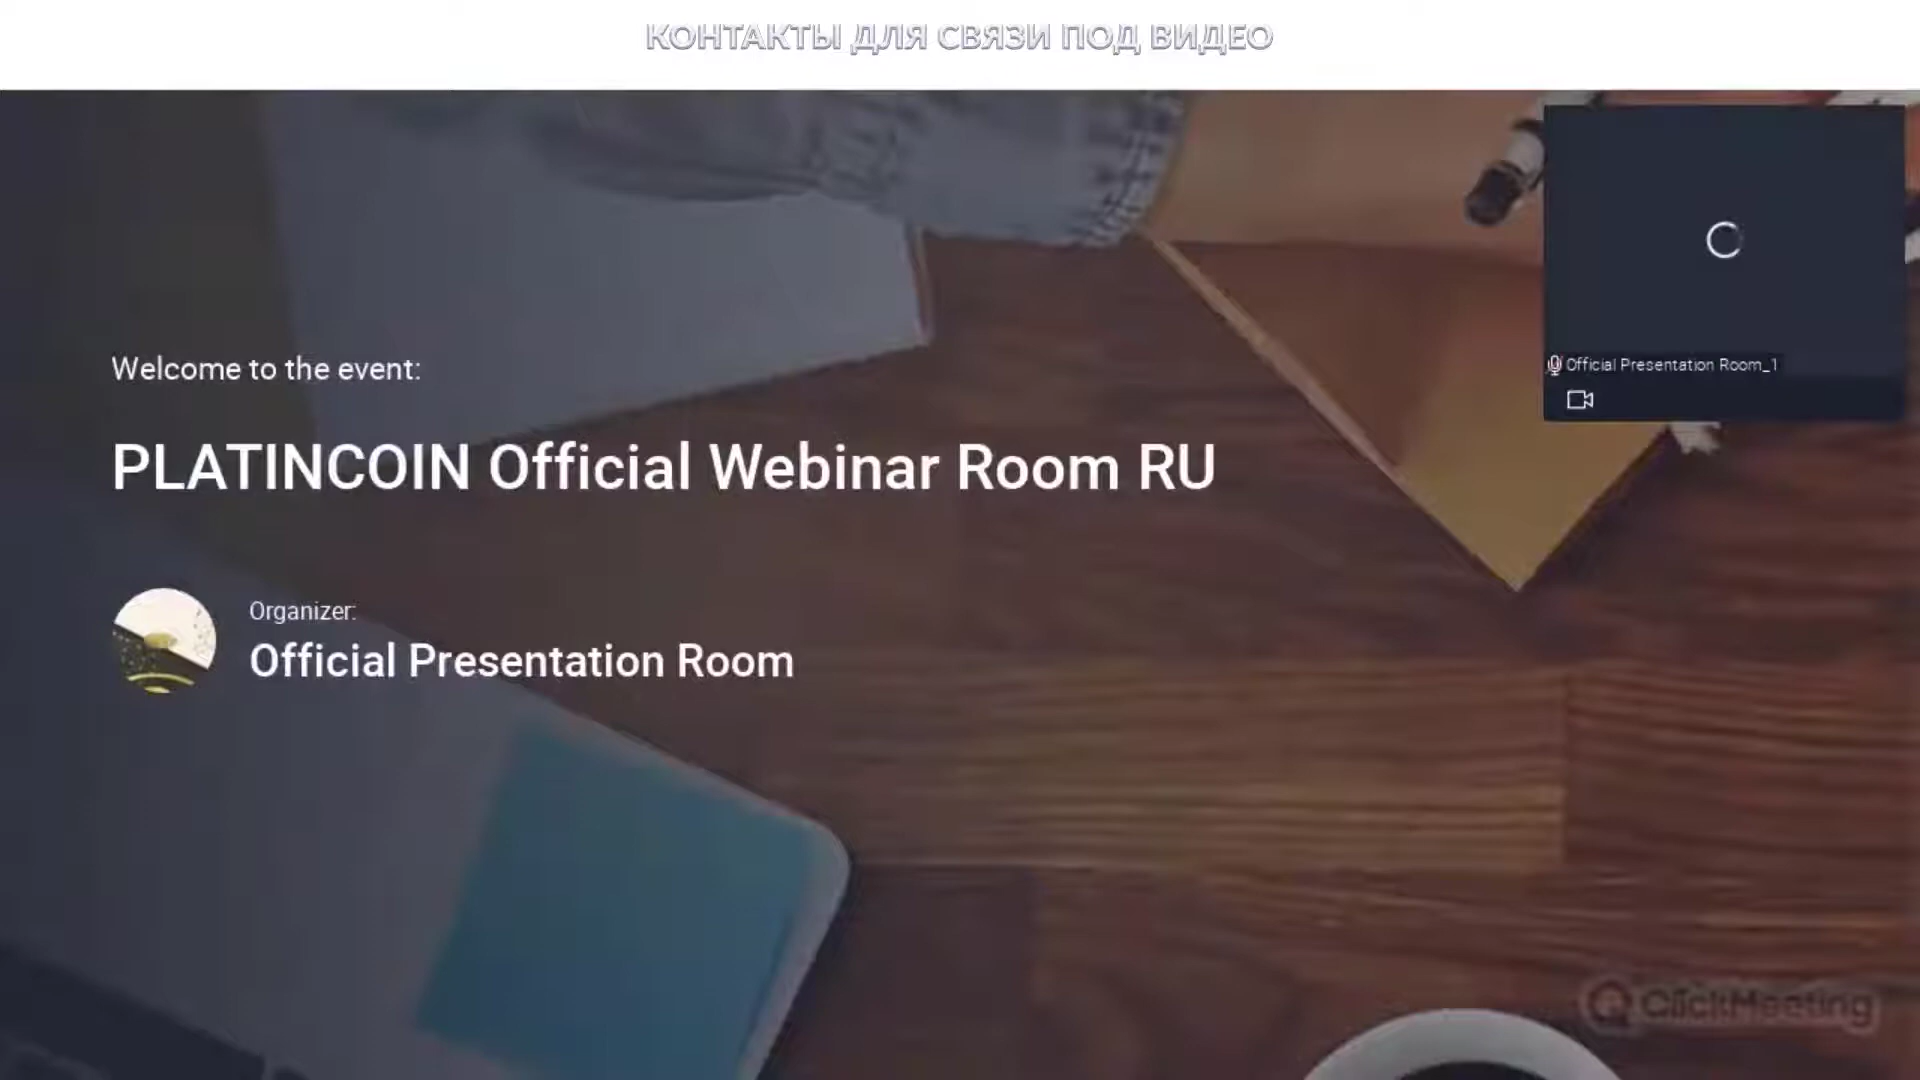 КОНТАКТЫ ДЛЯ СВЯЗИ ПОД ВИДЕО
Official Presentation Room_1
Welcome to the event:
PLATINCOIN Official Webinar Room RU
Organizer:
Official Presentation Room
ClickMeeting